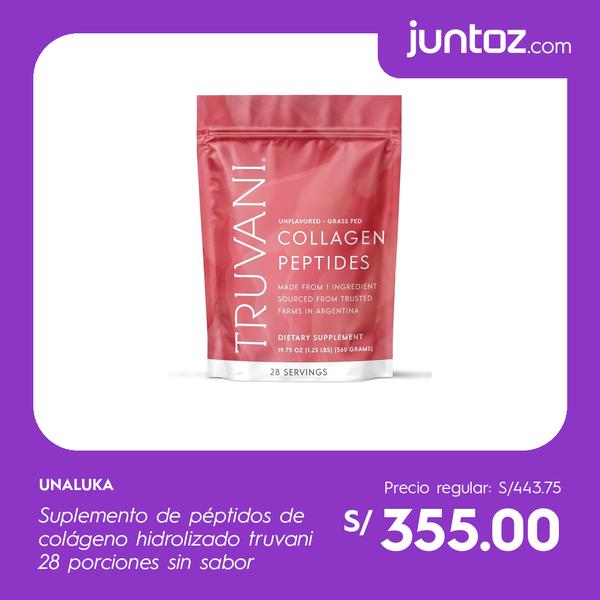 juntoz.com
TRUVANI®
UNFLAVORED - GRASS FED
COLLAGEN
PEPTIDES
MADE FROM 1 INGREDIENT
SOURCED FROM TRUSTED
FARMS IN ARGENTINA
DIETARY SUPPLEMENT
19.75 OZ (1.23 LBS) (560 GRAMS)
28 SERVINGS
UNALUKA
Suplemento de péptidos de
colágeno hidrolizado truvani
28 porciones sin sabor
Precio regular: S/443.75
S/ 355.00